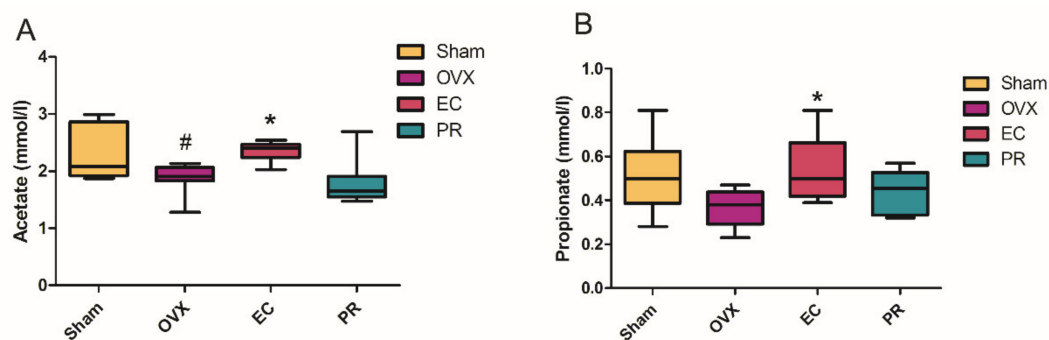 A
Acetate (mmol/l)
4
3
2
1
0
#
*
Sham
OVX
EC
PR
Sham
OVX
EC
PR
B
Propionate (mmol/l)
1.0
0.8
0.6
0.4
0.2
0.0
*
Sham
OVX
EC
PR
Sham
OVX
EC
PR